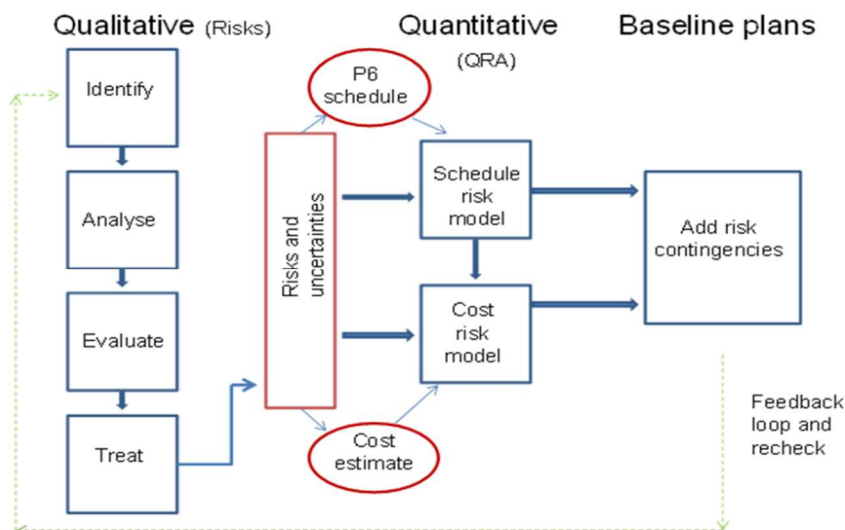 Qualitative (Risks)
Quantitative
(QRA)
Baseline plans
Identify
Analyse
Evaluate
Treat
Risks and
uncertainties
P6
schedule
Schedule
risk
model
Cost
risk
model
Cost
estimate
Add risk
contingencies
Feedback
loop and
recheck